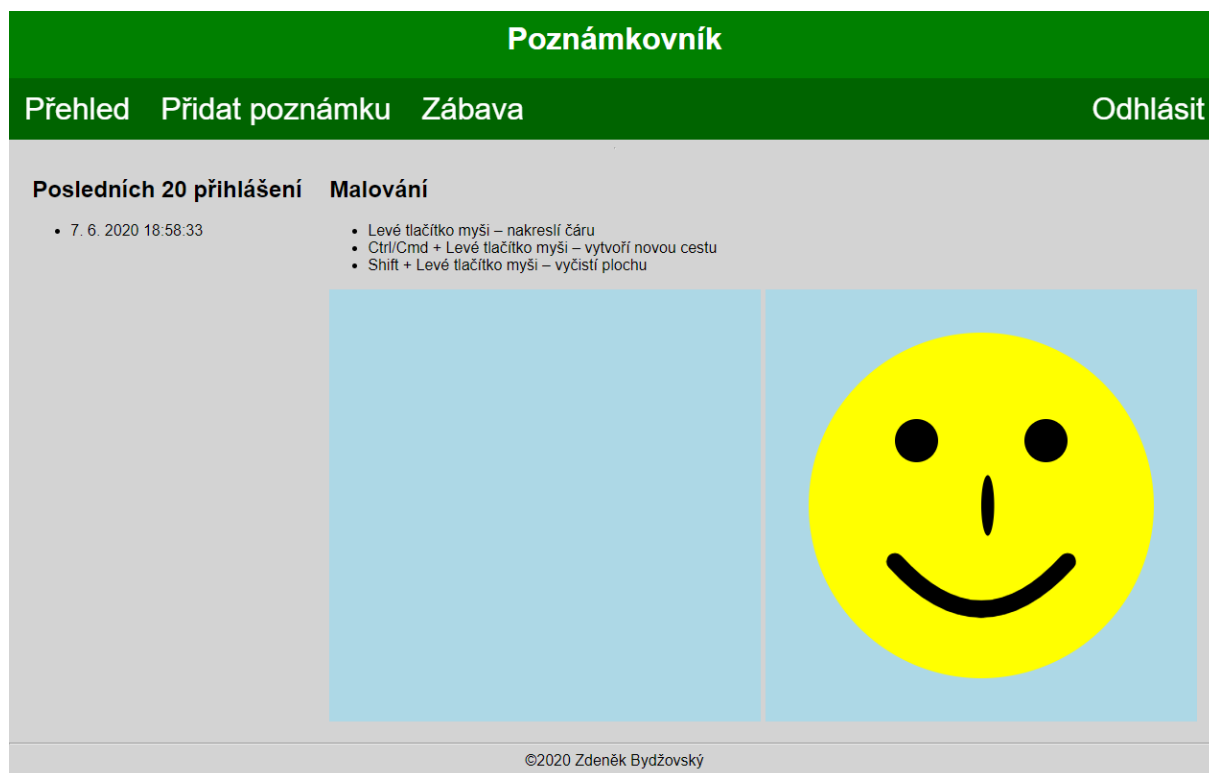 Poznámkovník
Přehled Přidat poznámku Zábava Odhlásit
Posledních 20 přihlášení
• 7. 6. 2020 18:58:33
Malování
• Levé tlačítko myši – nakreslí čáru
• Ctrl/Cmd + Levé tlačítko myši – vytvoří novou cestu
• Shift + Levé tlačítko myši – vyčistí plochu
©2020 Zdeněk Bydžovský